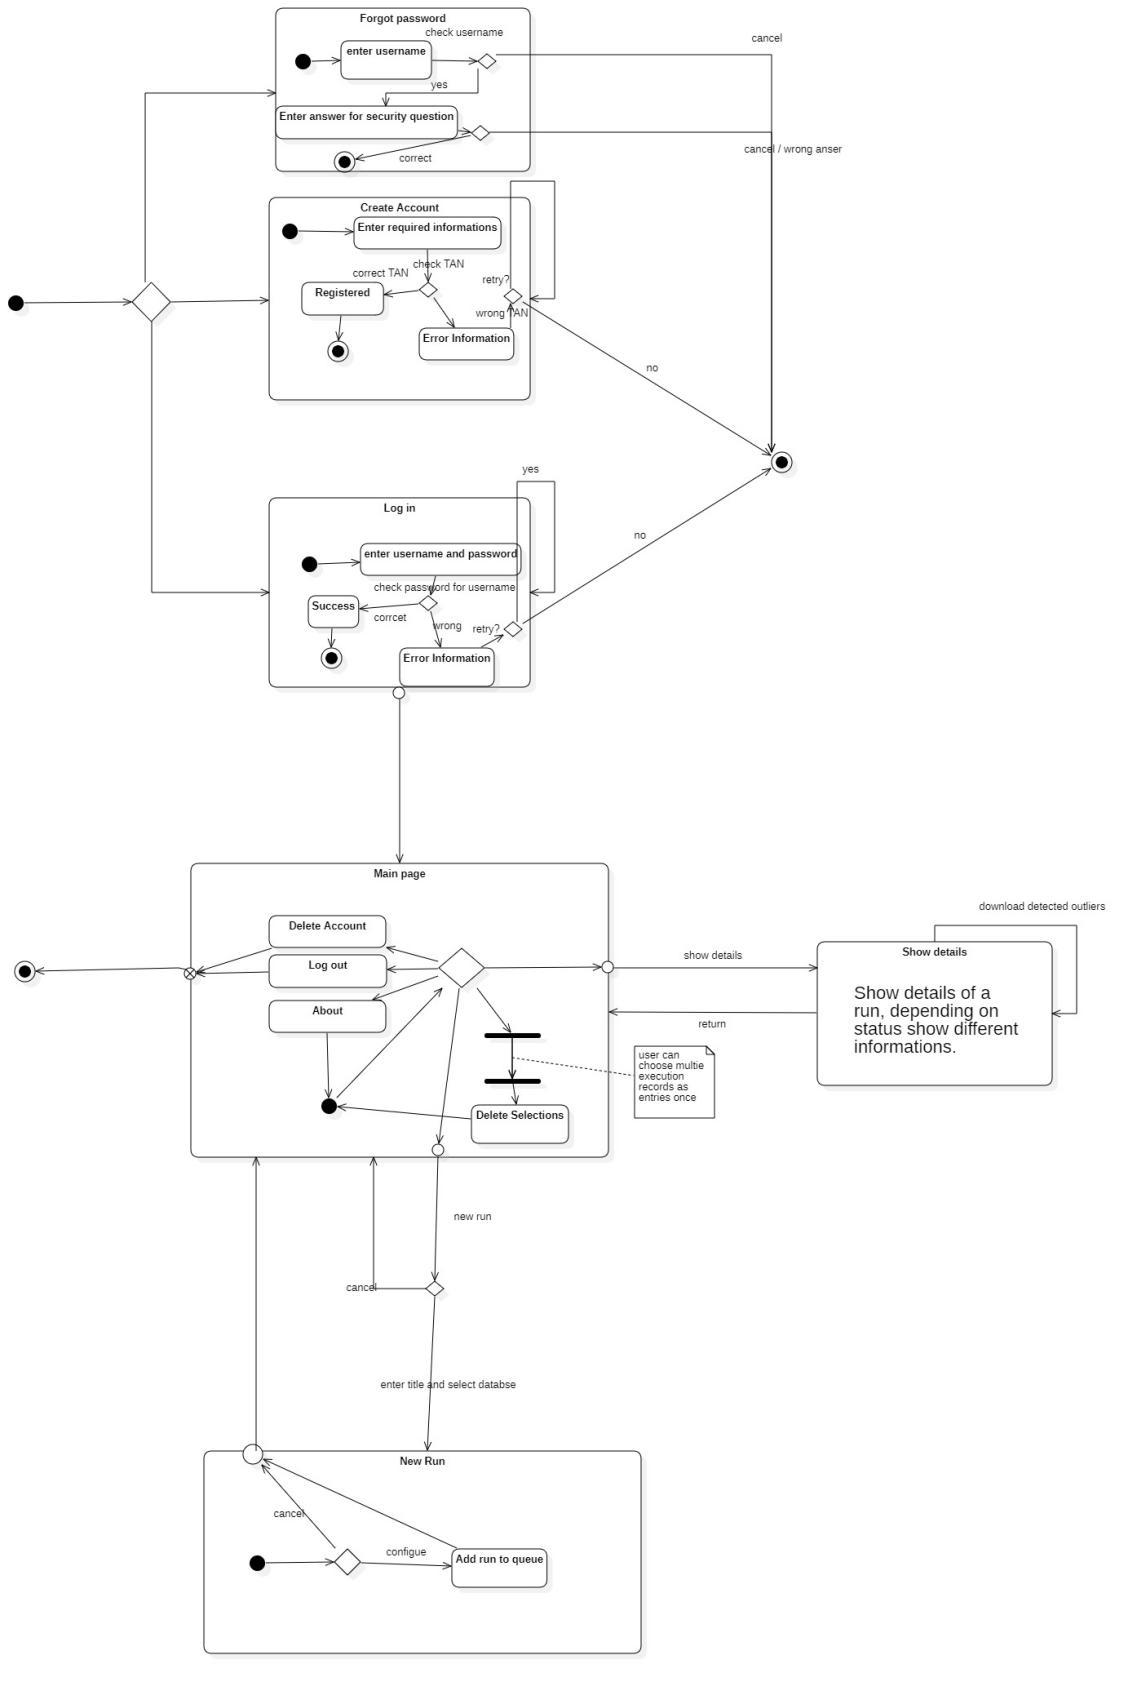 Forgot password
check username
cancel
enter username
yes
Enter answer for security question
cancel / wrong anser
correct
Create Account
Enter required informations
check TAN
correct TAN
retry?
Registered
wrong TAN
Error Information
no
yes
Log in
no
enter username and password
check password for username
Success
corrcet
wrong
retry?
Error Information
Main page
download detected outliers
Delete Account
Show details
show details
Log out
Show details of a
run, depending on
status show different
informations.
About
return
user can
choose multie
execution
records as
entries once
Delete Selections
new run
cancel
enter title and select databse
New Run
cancel
configue
Add run to queue